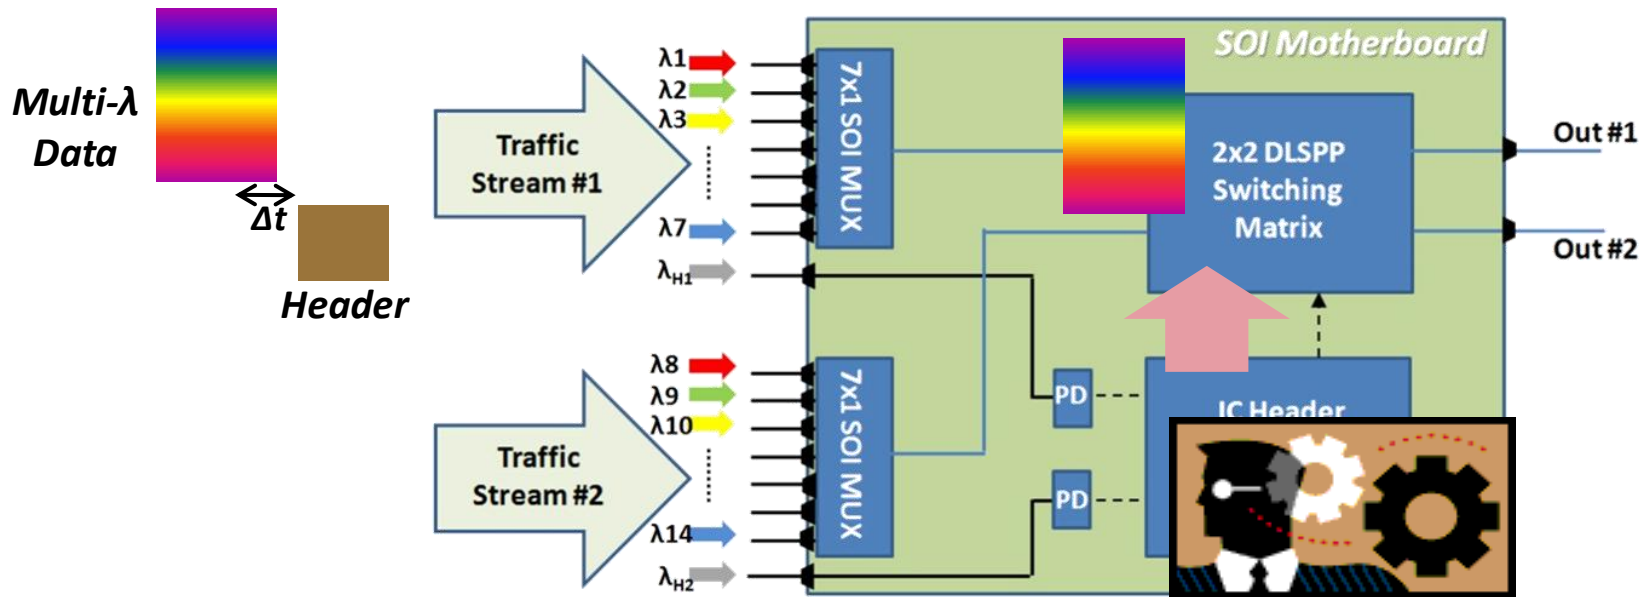 Multi-λ
Data
Δt
Header
Traffic
Stream #1
λ1
λ2
λ3
λ7
λH1
7x1 SOI MUX
SOI Motherboard
2x2 DLSPP
Switching
Matrix
Out #1
Out #2
Traffic
Stream #2
λ8
λ9
λ10
λ14
λH2
7x1 SOI MUX
PD
PD
IC Header